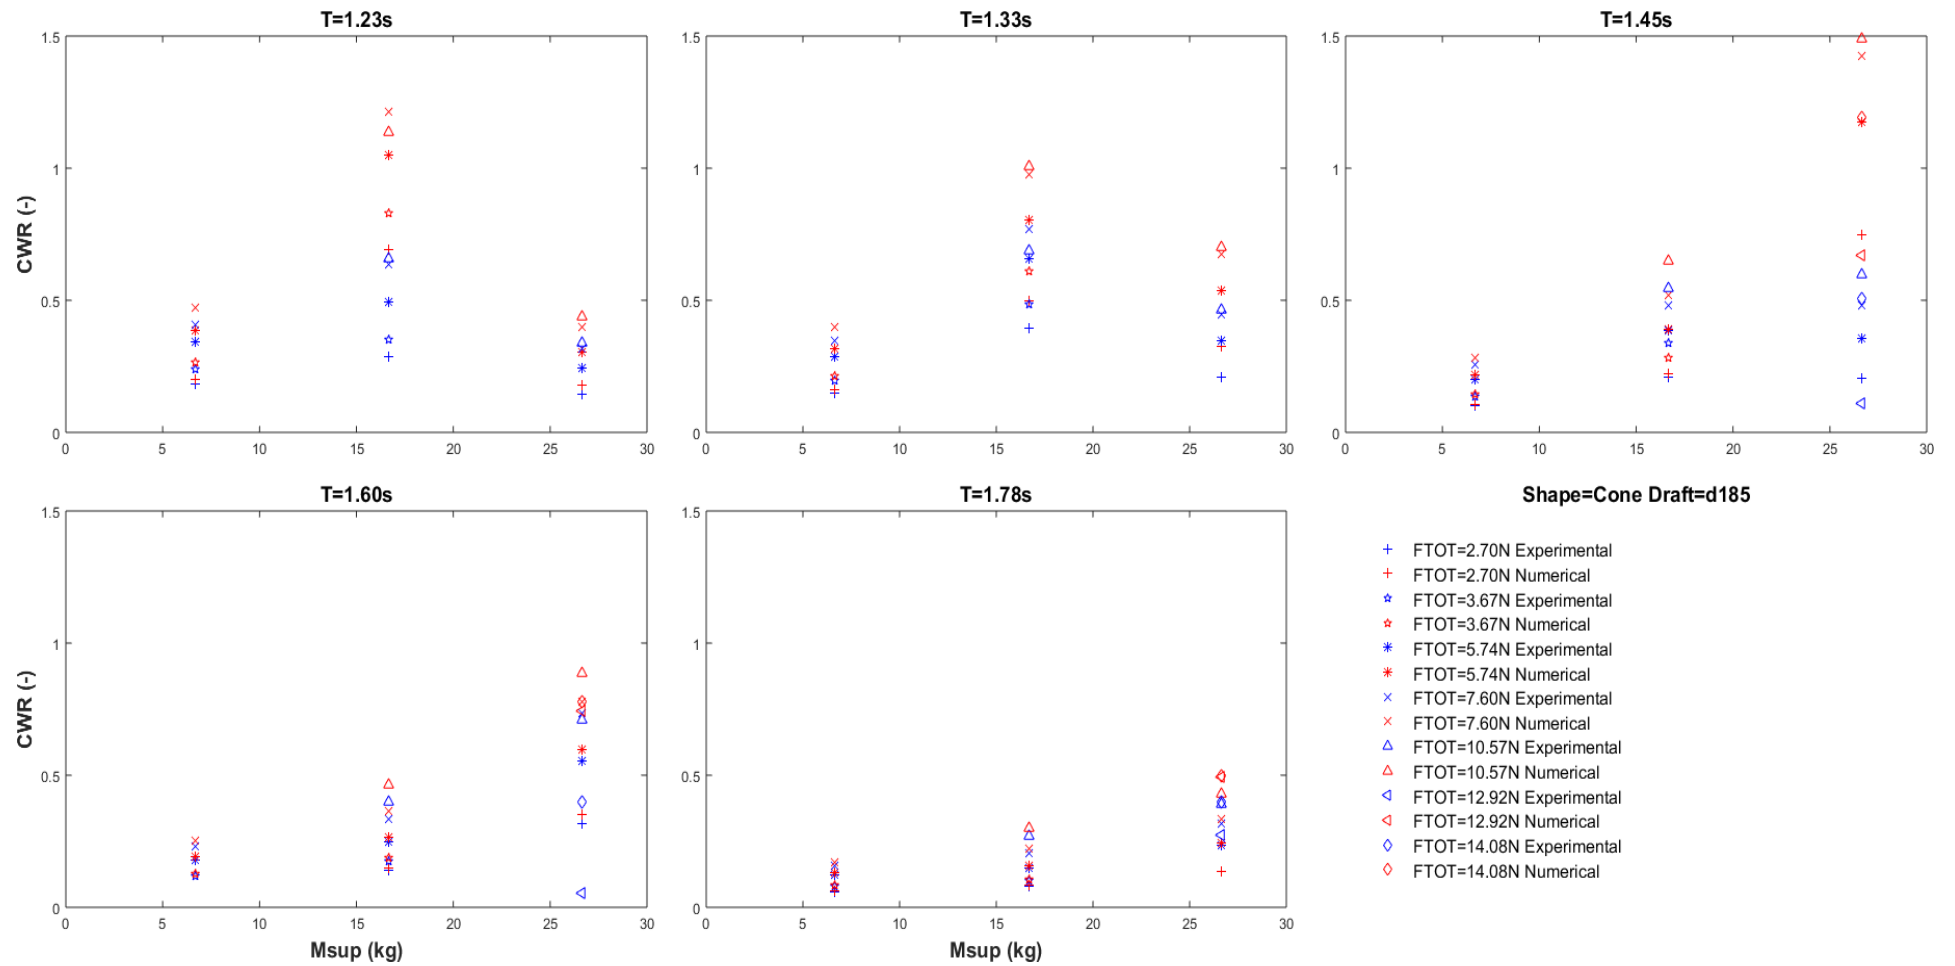 T=1.23s
T=1.33s
T=1.45s
1.5
1
0.5
0
CWR (-)
0 5 10 15 20 25 30
1.5
1
0.5
0
0 5 10 15 20 25 30
1.5
1
0.5
0
0 5 10 15 20 25 30
T=1.60s
T=1.78s
1.5
1
0.5
0
CWR (-)
0 5 10 15 20 25 30
Msup (kg)
1.5
1
0.5
0
0 5 10 15 20 25 30
Msup (kg)
Shape=Cone Draft=d185
FTOT=2.70N Experimental
FTOT=2.70N Numerical
FTOT=3.67N Experimental
FTOT=3.67N Numerical
FTOT=5.74N Experimental
FTOT=5.74N Numerical
FTOT=7.60N Experimental
FTOT=7.60N Numerical
FTOT=10.57N Experimental
FTOT=10.57N Numerical
FTOT=12.92N Experimental
FTOT=12.92N Numerical
FTOT=14.08N Experimental
FTOT=14.08N Numerical